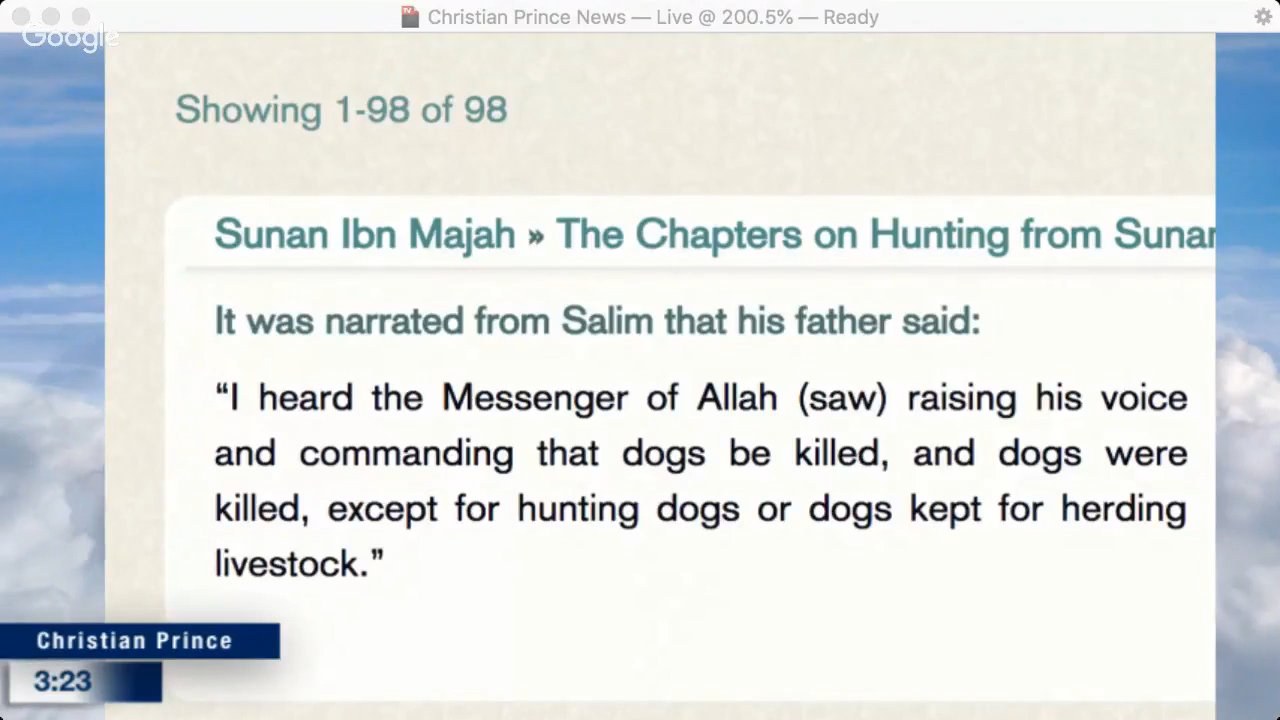 Christian Prince News — Live @ 200.5% — Ready
Google
Showing 1-98 of 98
Sunan Ibn Majah » The Chapters on Hunting from Sunan
It was narrated from Salim that his father said:
“I heard the Messenger of Allah (saw) raising his voice
and commanding that dogs be killed, and dogs were
killed, except for hunting dogs or dogs kept for herding
livestock.”
Christian Prince
3:23